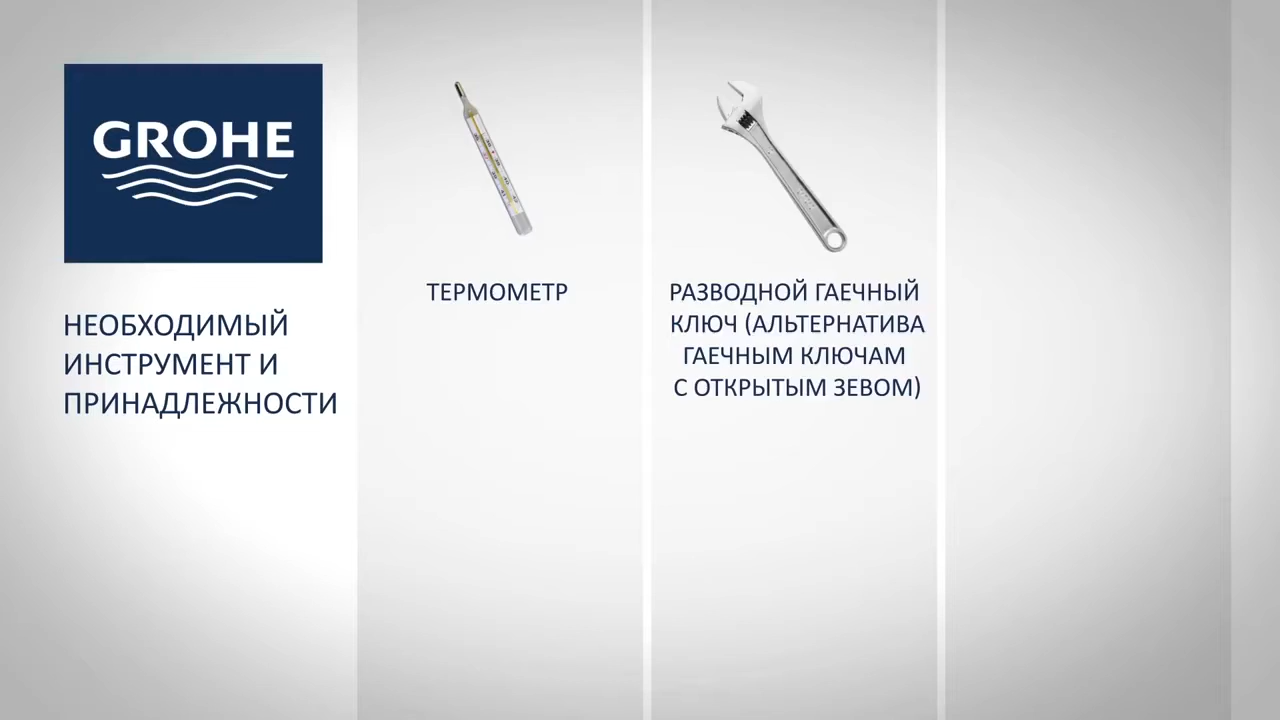 GROHE
НЕОБХОДИМЫЙ
ИНСТРУМЕНТ И
ПРИНАДЛЕЖНОСТИ
ТЕРМОМЕТР
РАЗВОДНОЙ ГАЕЧНЫЙ
КЛЮЧ (АЛЬТЕРНАТИВА
ГАЕЧНЫМ КЛЮЧАМ
С ОТКРЫТЫМ ЗЕВОМ)